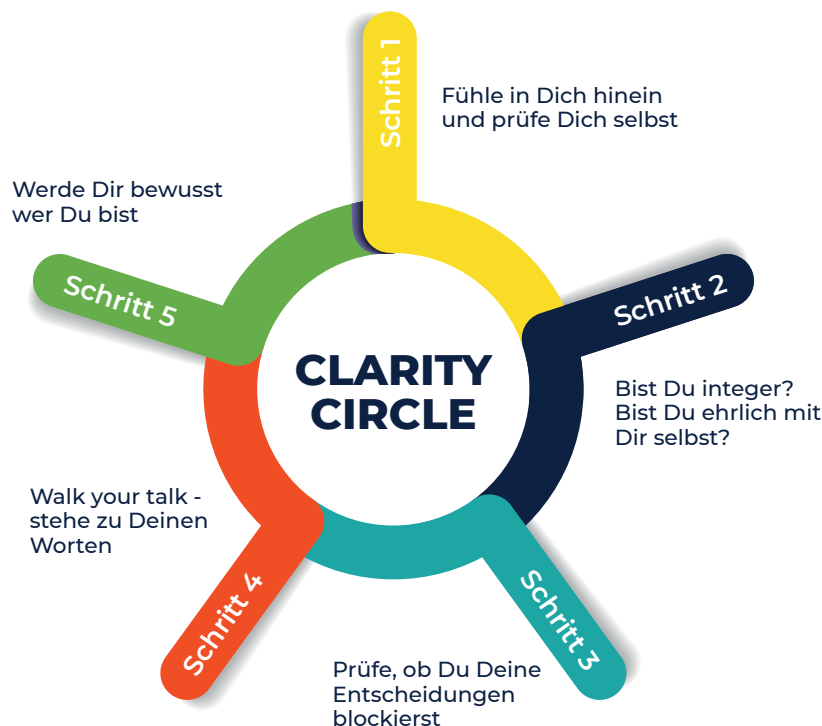 CLARITY
CIRCLE
Schritt 1
Fühle in Dich hinein
und prüfe Dich selbst
Schritt 2
Bist Du integer?
Bist Du ehrlich mit
Dir selbst?
Schritt 3
Prüfe, ob Du Deine
Entscheidungen
blockierst
Schritt 4
Walk your talk -
stehe zu Deinen
Worten
Schritt 5
Werde Dir bewusst
wer Du bist